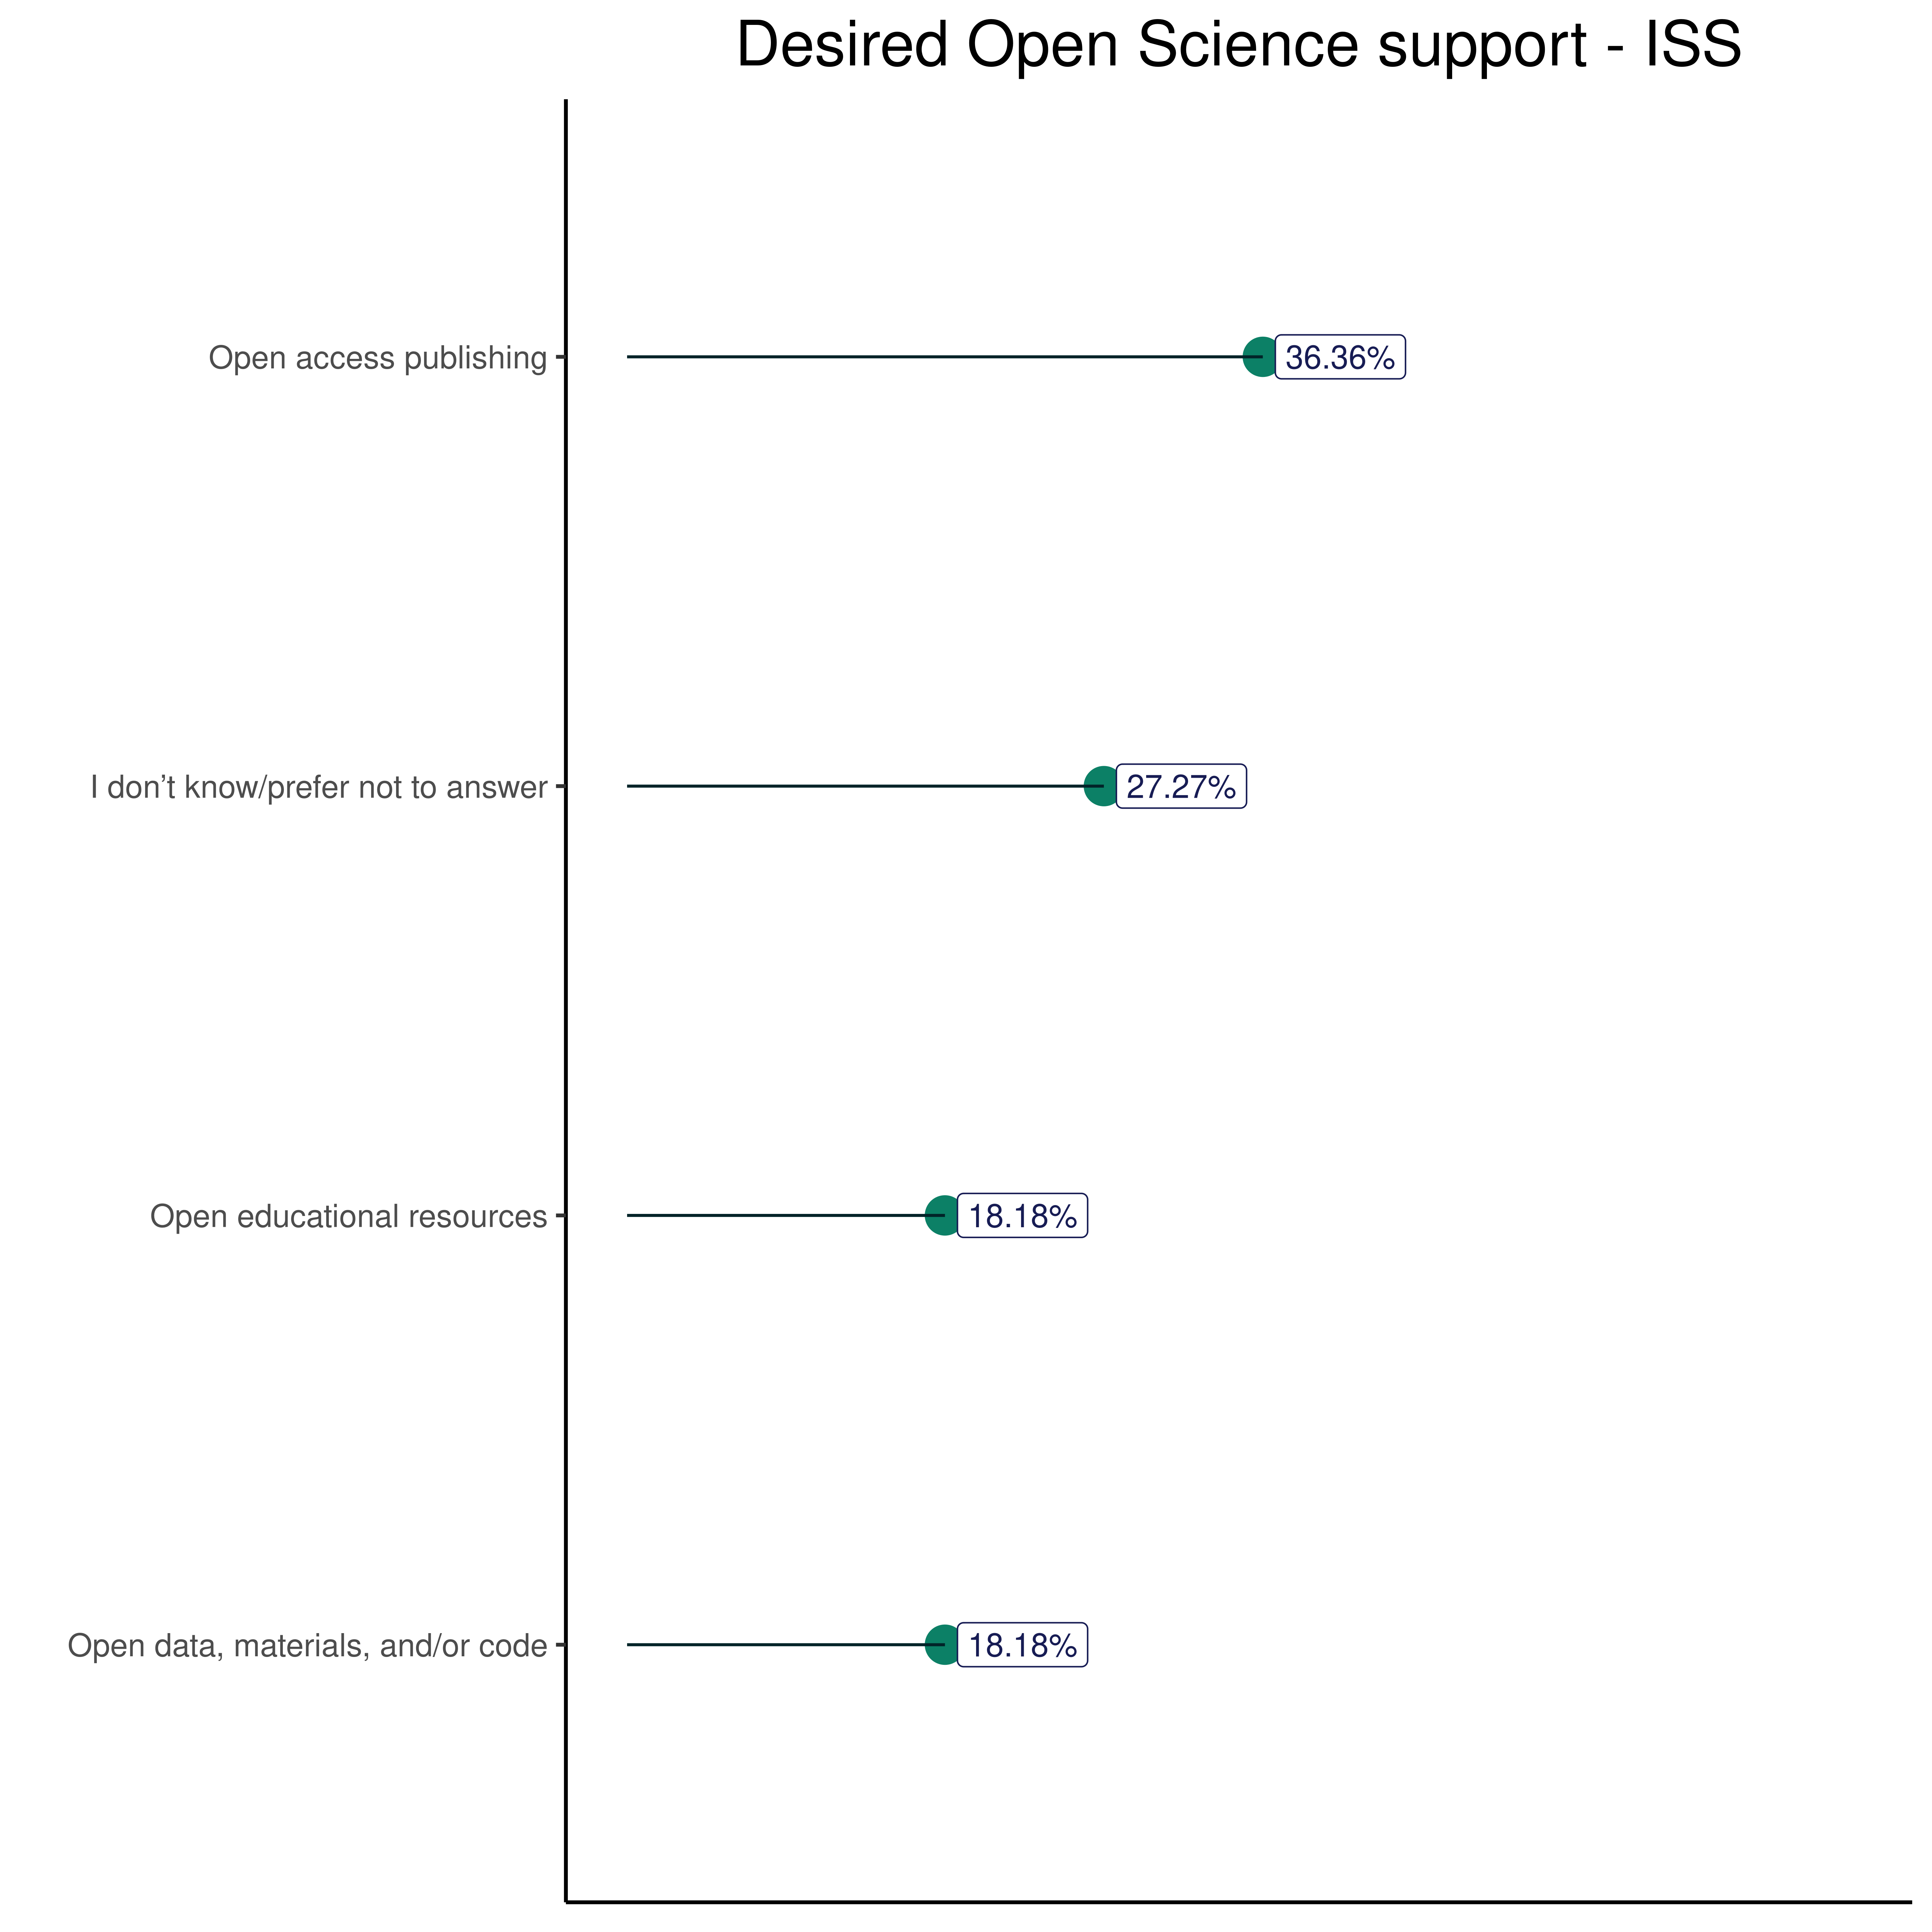 Desired Open Science support - ISS
Open access publishing
36.36%
I don’t know/prefer not to answer
27.27%
Open educational resources
18.18%
Open data, materials, and/or code
18.18%